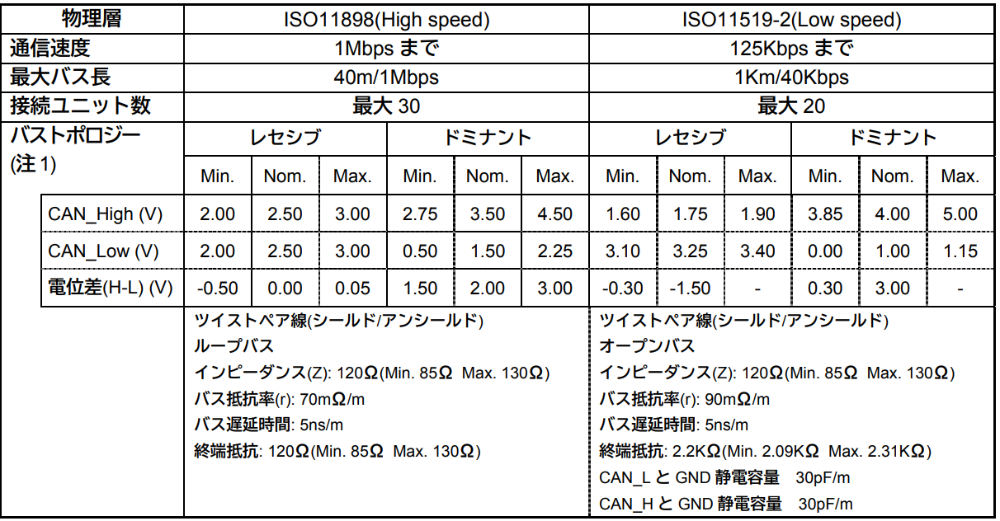 物理層 ISO11898(High speed) ISO11519-2(Low speed)
通信速度 1Mbps まで 125Kbps まで
最大バス長 40m/1Mbps 1Km/40Kbps
接続ユニット数 最大 30 最大 20
バストポロジー レセシブ ドミナント レセシブ ドミナント
(注 1)
Min. Nom. Max. Min. Nom. Max. Min. Nom. Max. Min. Nom. Max.
CAN_High (V) 2.00 2.50 3.00 2.75 3.50 4.50 1.60 1.75 1.90 3.85 4.00 5.00
CAN_Low (V) 2.00 2.50 3.00 0.50 1.50 2.25 3.10 3.25 3.40 0.00 1.00 1.15
電位差(H-L) (V) -0.50 0.00 0.05 1.50 2.00 3.00 -0.30 -1.50 - 0.30 3.00 -
ツイストペア線(シールド/アンシールド)
ループバス
インピーダンス(Z): 120Ω(Min. 85Ω Max. 130Ω)
バス抵抗率(r): 70mΩ/m
バス遅延時間: 5ns/m
終端抵抗: 120Ω(Min. 85Ω Max. 130Ω)
ツイストペア線(シールド/アンシールド)
オープンバス
インピーダンス(Z): 120Ω(Min. 85Ω Max. 130Ω)
バス抵抗率(r): 90mΩ/m
バス遅延時間: 5ns/m
終端抵抗: 2.2KΩ(Min. 2.09KΩ Max. 2.31KΩ)
CAN_L と GND 静電容量 30pF/m
CAN_H と GND 静電容量 30pF/m